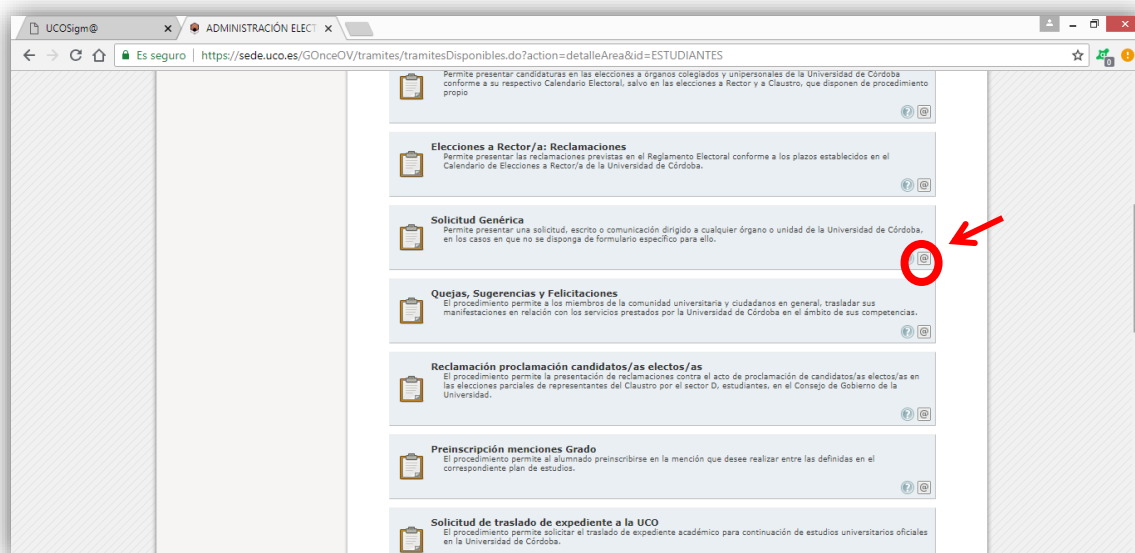 UCOSigm@
ADMINISTRACIÓN ELECT
Es seguro | https://sede.uco.es/GOnceOV/tramites/tramitesDisponibles.do?action=detalleArea&id=ESTUDIANTES
0
Permite presentar candidaturas en las elecciones a órganos colegiados y unipersonales de la Universidad de Córdoba
conforme a su respectivo Calendario Electoral, salvo en las elecciones a Rector y a Claustro, que disponen de procedimiento
propio
? @
Elecciones a Rector/a: Reclamaciones
Permite presentar las reclamaciones previstas en el Reglamento Electoral conforme a los plazos establecidos en el
Calendario de Elecciones a Rector/a de la Universidad de Córdoba.
? @
Solicitud Genérica
Permite presentar una solicitud, escrito o comunicación dirigido a cualquier órgano o unidad de la Universidad de Córdoba,
en los casos en que no se disponga de formulario específico para ello.
@
Quejas, Sugerencias y Felicitaciones
El procedimiento permite a los miembros de la comunidad universitaria y ciudadanos en general, trasladar sus
manifestaciones en relación con los servicios prestados por la Universidad de Córdoba en el ámbito de sus competencias.
? @
Reclamación proclamación candidatos/as electos/as
El procedimiento permite la presentación de reclamaciones contra el acto de proclamación de candidatos/as electos/as en
las elecciones parciales de representantes del Claustro por el sector D, estudiantes, en el Consejo de Gobierno de la
Universidad.
? @
Preinscripción menciones Grado
El procedimiento permite al alumnado preinscribirse en la mención que desee realizar entre las definidas en el
correspondiente plan de estudios.
? @
Solicitud de traslado de expediente a la UCO
El procedimiento permite solicitar el traslado de expediente académico para continuación de estudios universitarios oficiales
en la Universidad de Córdoba.